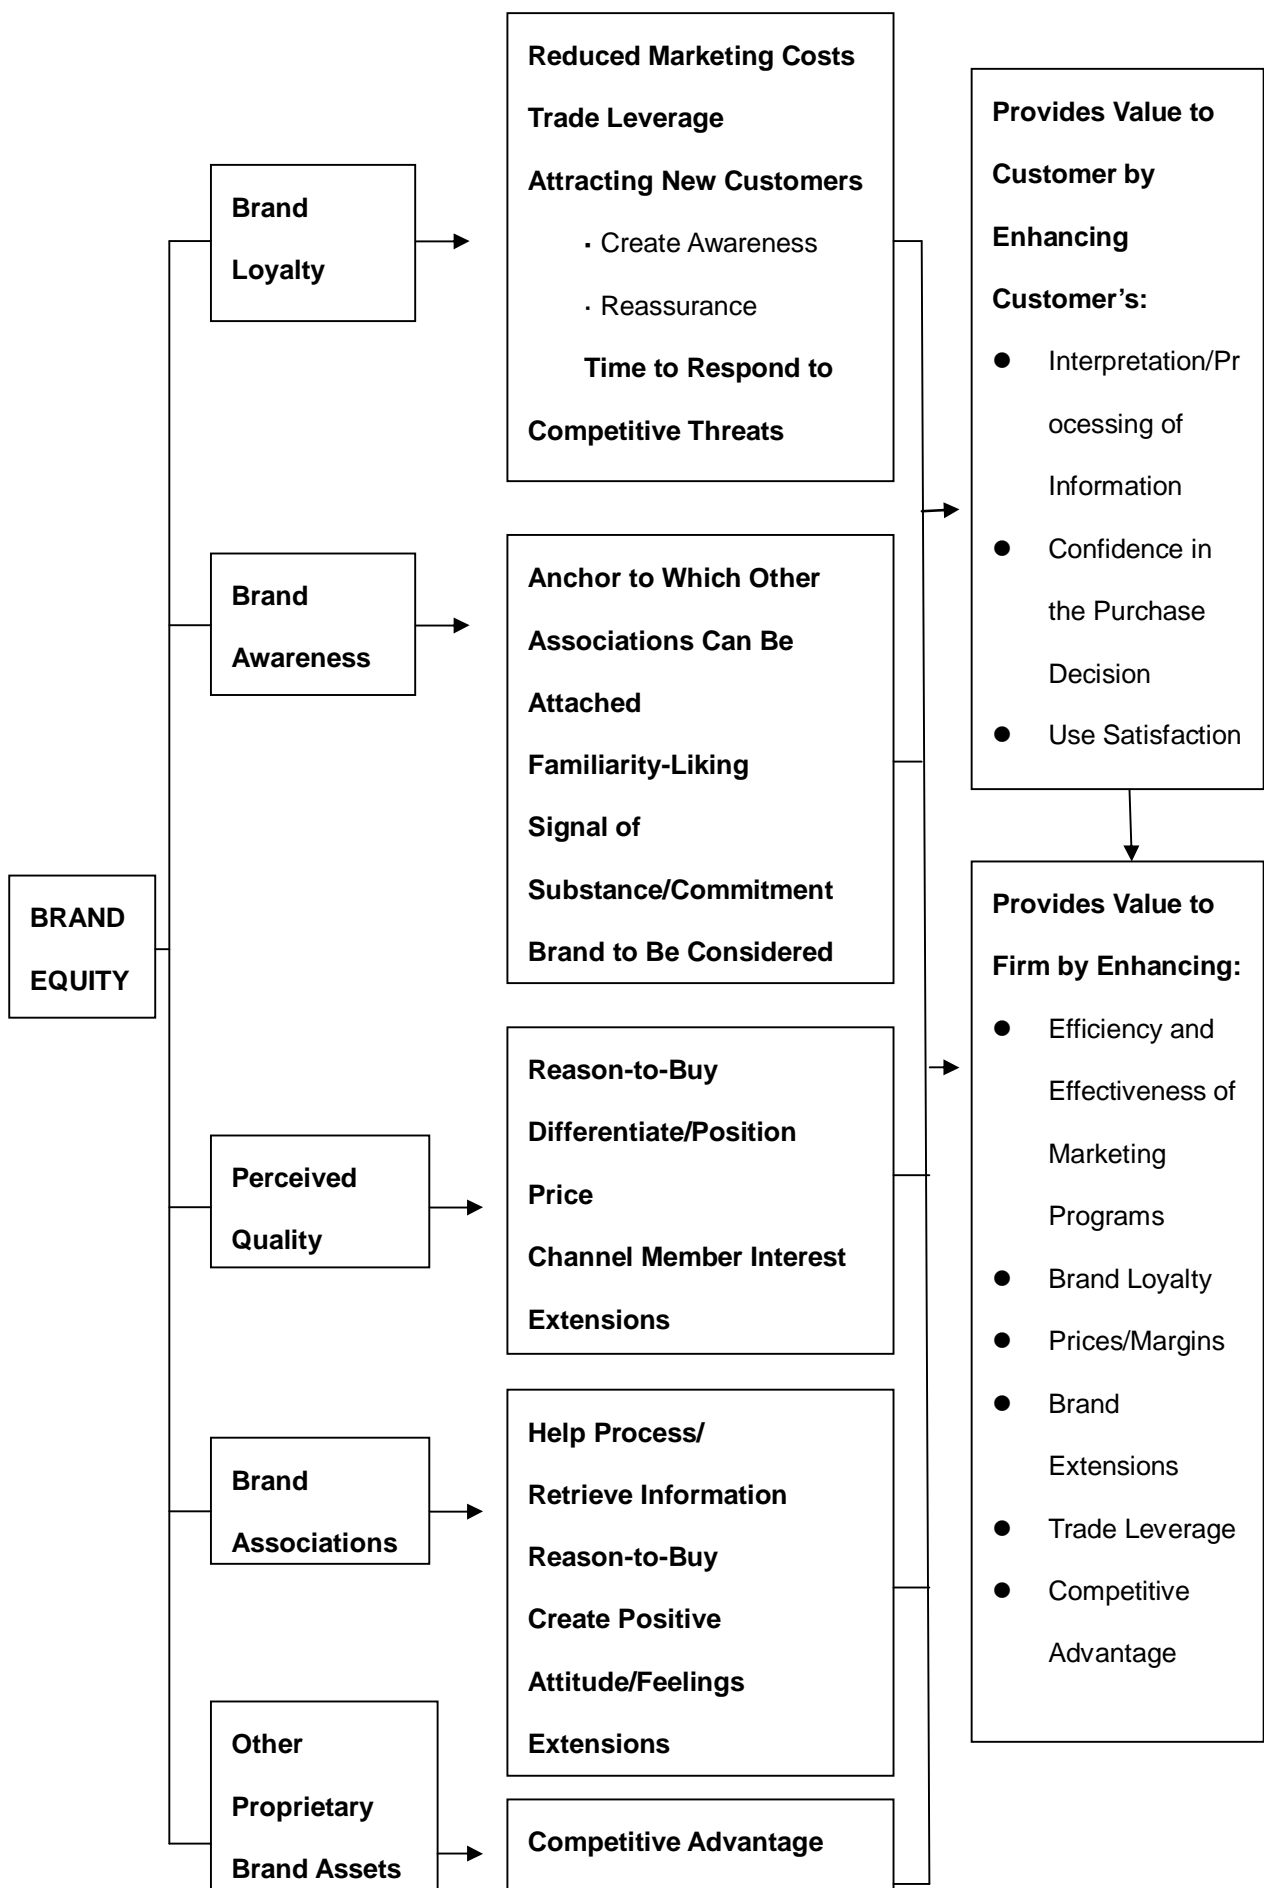 BRAND
EQUITY
Brand
Loyalty
Reduced Marketing Costs
Trade Leverage
Attracting New Customers
· Create Awareness
· Reassurance
Time to Respond to
Competitive Threats
Brand
Awareness
Anchor to Which Other
Associations Can Be
Attached
Familiarity-Liking
Signal of
Substance/Commitment
Brand to Be Considered
Perceived
Quality
Reason-to-Buy
Differentiate/Position
Price
Channel Member Interest
Extensions
Brand
Associations
Help Process/
Retrieve Information
Reason-to-Buy
Create Positive
Attitude/Feelings
Extensions
Other
Proprietary
Brand Assets
Competitive Advantage
Provides Value to
Customer by
Enhancing
Customer’s:
● Interpretation/Pr
ocessing of
Information
● Confidence in
the Purchase
Decision
● Use Satisfaction
Provides Value to
Firm by Enhancing:
● Efficiency and
Effectiveness of
Marketing
Programs
● Brand Loyalty
● Prices/Margins
● Brand
Extensions
● Trade Leverage
● Competitive
Advantage